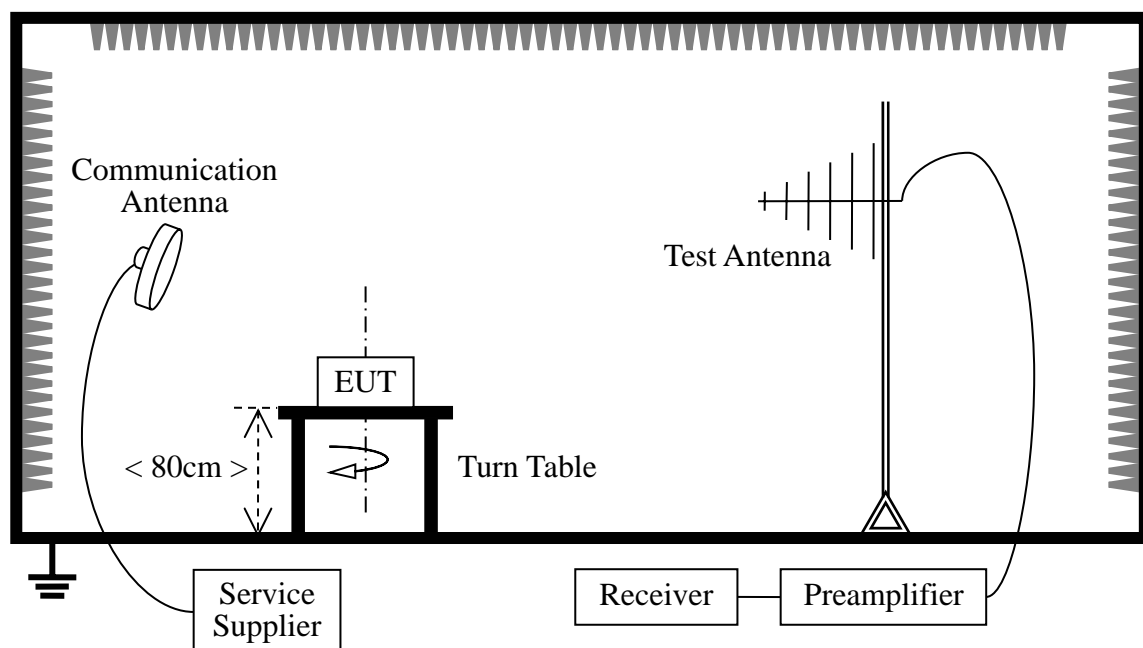 Communication
Antenna
Test Antenna
EUT
< 80cm >
Turn Table
Service
Supplier
Receiver
Preamplifier